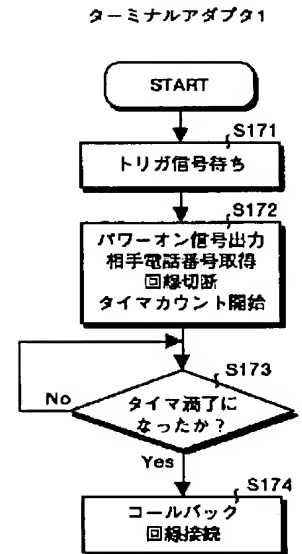 ターミナルアダプタ1
START
S171
トリガ信号待ち
S172
パワーオン信号出力
相手電話番号取得
回線切断
タイマカウント開始
S173
No
タイマ満了に
なったか?
Yes
S174
コールバック
回線接続